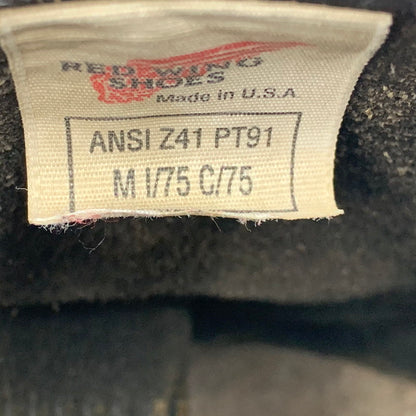 RED WING
SHOES
Made in U.S.A
ANSI Z41 PT91
M I/75 C/75